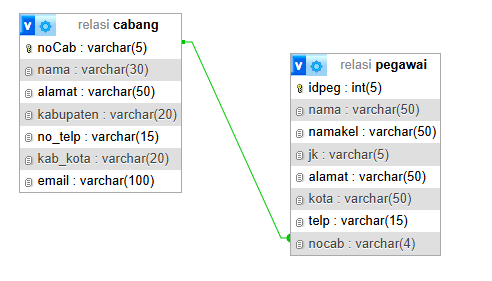 relasi cabang
noCab : varchar(5)
nama : varchar(30)
alamat : varchar(50)
kabupaten : varchar(20)
no_telp : varchar(15)
kab_kota : varchar(20)
email : varchar(100)
relasi pegawai
idpeg : int(5)
nama : varchar(50)
namakel : varchar(50)
jk : varchar(5)
alamat : varchar(50)
kota : varchar(50)
telp : varchar(15)
nocab : varchar(4)